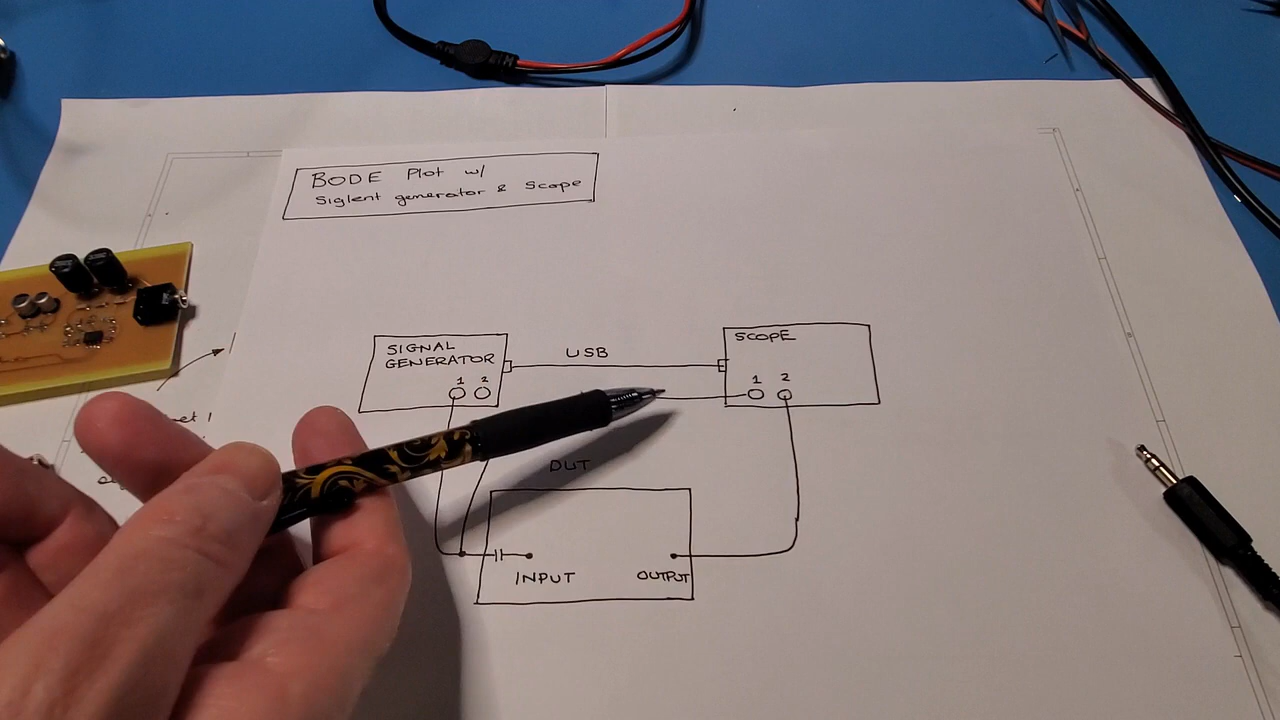 BODE Plot w/
Siglent generator & Scope
SIGNAL
GENERATOR
1 2
USB
SCOPE
1 2
DUT
INPUT
OUTPUT